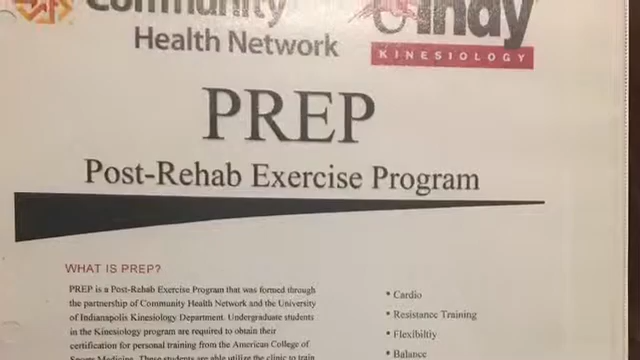 Community
Health Network
UIndy
KINESIOLOGY
PREP
Post-Rehab Exercise Program
WHAT IS PREP?
PREP is a Post-Rehab Exercise Program that was formed through
the partnership of Community Health Network and the University
of Indianapolis Kinesiology Department. Undergraduate students
in the Kinesiology program are required to obtain their
certification for personal training from the American College of
Sports Medicine. These students are able utilize the clinic to train
• Cardio
• Resistance Training
• Flexibiltiy
• Balance